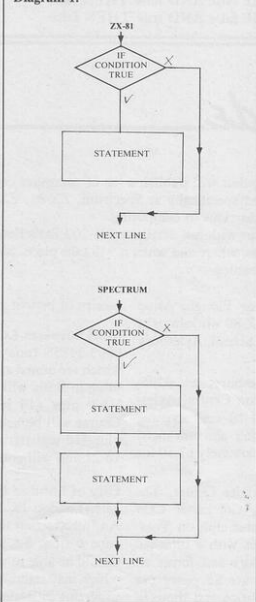 Diagram 1.
ZX-81
IF
CONDITION
TRUE
X
✓
STATEMENT
NEXT LINE
SPECTRUM
IF
CONDITION
TRUE
X
✓
STATEMENT
STATEMENT
NEXT LINE